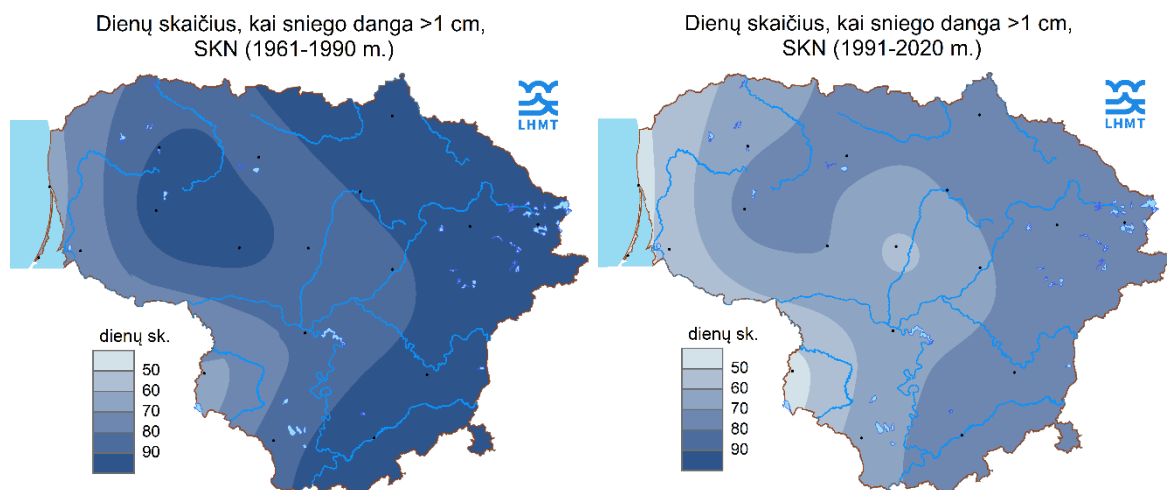 Dienų skaičius, kai sniego danga >1 cm,
SKN (1961-1990 m.)
LHMT
dienų sk.
50
60
70
80
90
Dienų skaičius, kai sniego danga >1 cm,
SKN (1991-2020 m.)
LHMT
dienų sk.
50
60
70
80
90